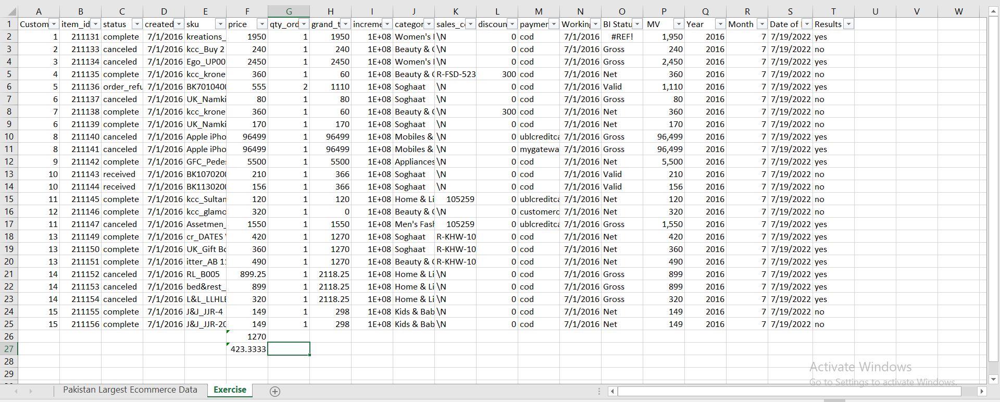 A B C D E F G H I J K L M N O P Q R S T U V W
1 Custom item_id status created sku price qty_ord grand_t increme categor sales_c discoun paymer Workin BI Statu MV Year Month Date of Results
2 1 211131 complete 7/1/2016 kreations_ 1950 1 1950 1E+08 Women's \N 0 cod 7/1/2016 #REF! 1,950 2016 7 7/19/2022 yes
3 2 211133 canceled 7/1/2016 kcc_Buy 2 240 1 240 1E+08 Beauty & \N 0 cod 7/1/2016 Gross 240 2016 7 7/19/2022 no
4 3 211134 canceled 7/1/2016 Ego_UP00 2450 1 2450 1E+08 Women's \N 0 cod 7/1/2016 Gross 2,450 2016 7 7/19/2022 yes
5 4 211135 complete 7/1/2016 kcc_krone 360 1 60 1E+08 Beauty & R-FSD-523 300 cod 7/1/2016 Net 360 2016 7 7/19/2022 no
6 5 211136 order_refu 7/1/2016 BK7010400 555 2 1110 1E+08 Soghaat \N 0 cod 7/1/2016 Valid 1,110 2016 7 7/19/2022 yes
7 6 211137 canceled 7/1/2016 UK_Namki 80 1 80 1E+08 Soghaat \N 0 cod 7/1/2016 Gross 80 2016 7 7/19/2022 no
8 7 211138 complete 7/1/2016 kcc_krone 360 1 60 1E+08 Beauty & \N 300 cod 7/1/2016 Net 360 2016 7 7/19/2022 no
9 6 211139 complete 7/1/2016 UK_Namki 170 1 170 1E+08 Soghaat \N 0 cod 7/1/2016 Net 170 2016 7 7/19/2022 no
10 8 211140 canceled 7/1/2016 Apple iPho 96499 1 96499 1E+08 Mobiles & \N 0 ublcreditca 7/1/2016 Gross 96,499 2016 7 7/19/2022 yes
11 8 211141 canceled 7/1/2016 Apple iPho 96499 1 96499 1E+08 Mobiles & \N 0 mygatewa 7/1/2016 Gross 96,499 2016 7 7/19/2022 yes
12 9 211142 complete 7/1/2016 GFC_Pedes 5500 1 5500 1E+08 Appliances \N 0 cod 7/1/2016 Net 5,500 2016 7 7/19/2022 yes
13 10 211143 received 7/1/2016 BK1070200 210 1 366 1E+08 Soghaat \N 0 cod 7/1/2016 Valid 210 2016 7 7/19/2022 no
14 10 211144 received 7/1/2016 BK1130200 156 1 366 1E+08 Soghaat \N 0 cod 7/1/2016 Valid 156 2016 7 7/19/2022 no
15 11 211145 complete 7/1/2016 kcc_Sultan 120 1 120 1E+08 Home & Li 105259 0 ublcreditca 7/1/2016 Net 120 2016 7 7/19/2022 no
16 12 211146 complete 7/1/2016 kcc_glamo 320 1 0 1E+08 Beauty & \N 0 customerc 7/1/2016 Net 320 2016 7 7/19/2022 no
17 11 211147 canceled 7/1/2016 Assetmen_ 1550 1 1550 1E+08 Men's Fash 105259 0 ublcreditca 7/1/2016 Gross 1,550 2016 7 7/19/2022 yes
18 13 211149 complete 7/1/2016 cr_DATES 420 1 1270 1E+08 Soghaat R-KHW-10 0 cod 7/1/2016 Net 420 2016 7 7/19/2022 yes
19 13 211150 complete 7/1/2016 UK_Gift Bo 360 1 1270 1E+08 Soghaat R-KHW-10 0 cod 7/1/2016 Net 360 2016 7 7/19/2022 yes
20 13 211151 complete 7/1/2016 itter_AB 11 490 1 1270 1E+08 Beauty & R-KHW-10 0 cod 7/1/2016 Net 490 2016 7 7/19/2022 yes
21 14 211152 canceled 7/1/2016 RL_B005 899.25 1 2118.25 1E+08 Home & Li \N 0 cod 7/1/2016 Gross 899 2016 7 7/19/2022 yes
22 14 211153 canceled 7/1/2016 bed&rest_ 899 1 2118.25 1E+08 Home & Li \N 0 cod 7/1/2016 Gross 899 2016 7 7/19/2022 yes
23 14 211154 canceled 7/1/2016 L&L_LLHLE 320 1 2118.25 1E+08 Home & Li \N 0 cod 7/1/2016 Gross 320 2016 7 7/19/2022 yes
24 15 211155 complete 7/1/2016 J&J_JJR-4 149 1 298 1E+08 Kids & Bab \N 0 cod 7/1/2016 Net 149 2016 7 7/19/2022 no
25 15 211156 complete 7/1/2016 J&J_JJR-20 149 1 298 1E+08 Kids & Bab \N 0 cod 7/1/2016 Net 149 2016 7 7/19/2022 no
26 1270
27 423.3333
28
29
Activate Windows
Go to Settings to activate Windows.
Pakistan Largest Ecommerce Data Exercise